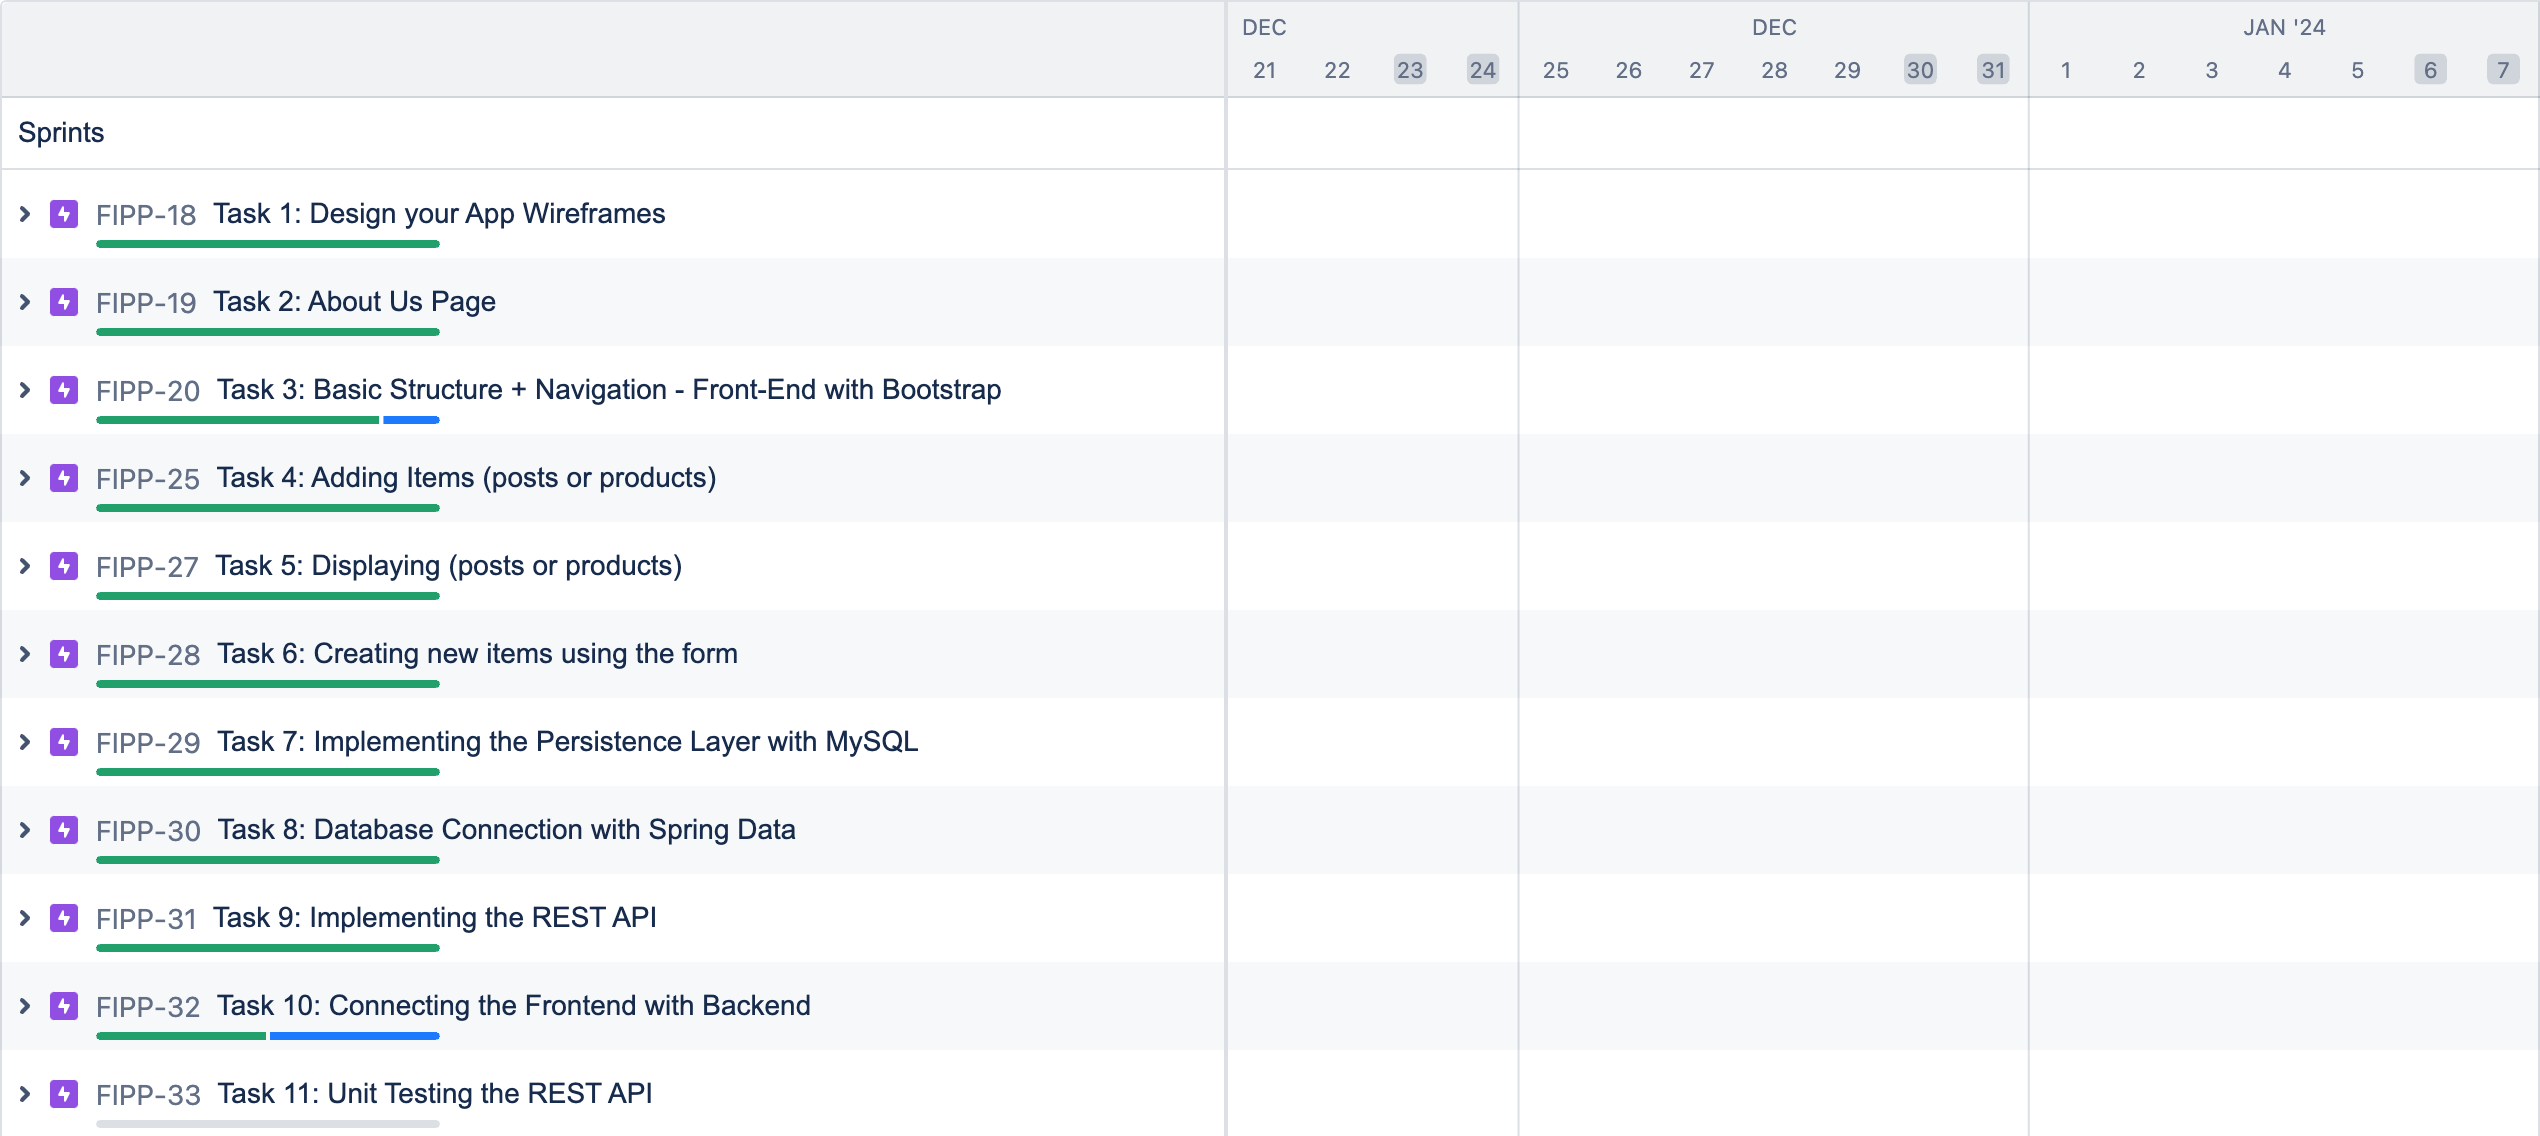 DEC DEC JAN '24
21 22 23 24 25 26 27 28 29 30 31 1 2 3 4 5 6 7
Sprints
FIPP-18 Task 1: Design your App Wireframes
FIPP-19 Task 2: About Us Page
FIPP-20 Task 3: Basic Structure + Navigation - Front-End with Bootstrap
FIPP-25 Task 4: Adding Items (posts or products)
FIPP-27 Task 5: Displaying (posts or products)
FIPP-28 Task 6: Creating new items using the form
FIPP-29 Task 7: Implementing the Persistence Layer with MySQL
FIPP-30 Task 8: Database Connection with Spring Data
FIPP-31 Task 9: Implementing the REST API
FIPP-32 Task 10: Connecting the Frontend with Backend
FIPP-33 Task 11: Unit Testing the REST API